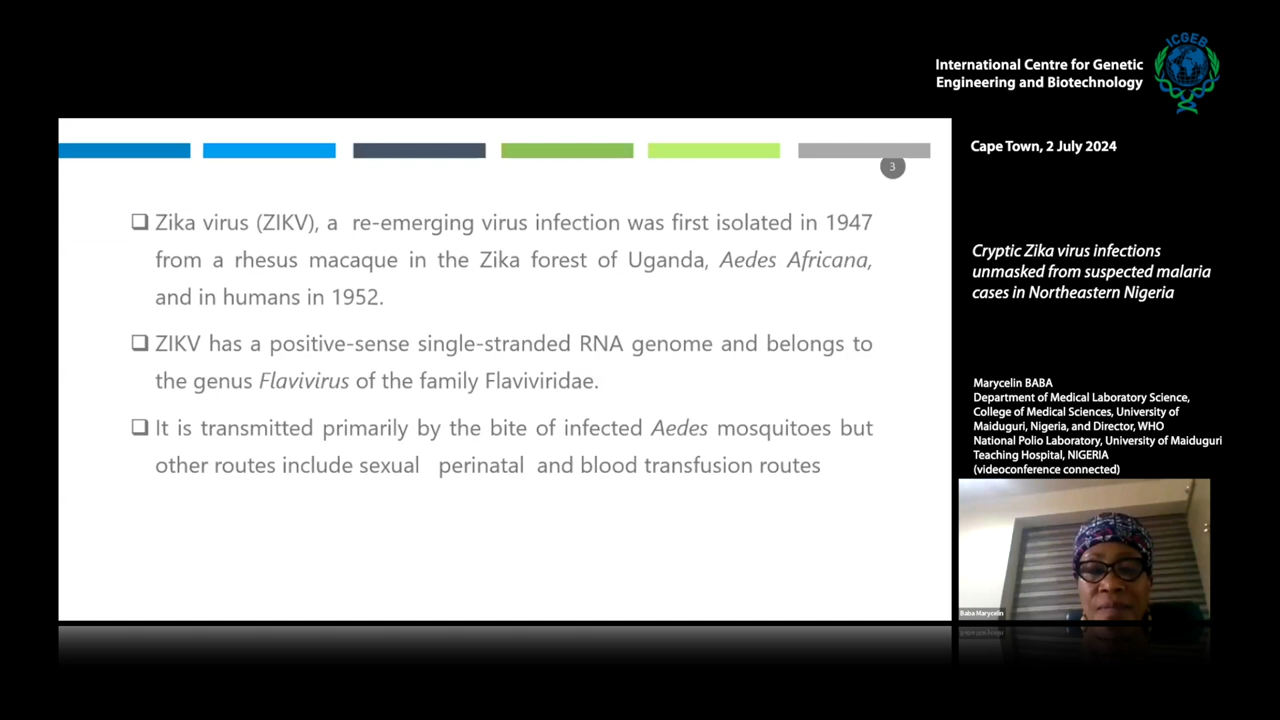 ICGEB
International Centre for Genetic
Engineering and Biotechnology
Cape Town, 2 July 2024
3
Zika virus (ZIKV), a re-emerging virus infection was first isolated in 1947
from a rhesus macaque in the Zika forest of Uganda, Aedes Africana,
and in humans in 1952.
ZIKV has a positive-sense single-stranded RNA genome and belongs to
the genus Flavivirus of the family Flaviviridae.
It is transmitted primarily by the bite of infected Aedes mosquitoes but
other routes include sexual perinatal and blood transfusion routes
Cryptic Zika virus infections
unmasked from suspected malaria
cases in Northeastern Nigeria
Marycelin BABA
Department of Medical Laboratory Science,
College of Medical Sciences, University of
Maiduguri, Nigeria, and Director, WHO
National Polio Laboratory, University of Maiduguri
Teaching Hospital, NIGERIA
(videoconference connected)
Baba Marycelin